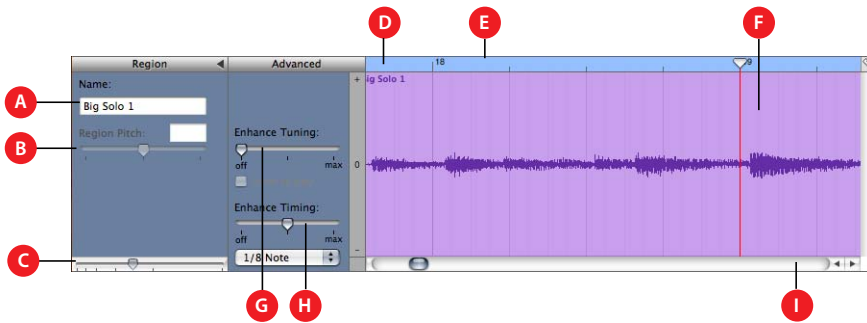 D E F
Region Advanced 18 9
Name: + ig Solo 1
A Big Solo 1
B Region Pitch: Enhance Tuning:
off max 0
Enhance Timing:
off max
C 1/8 Note -
G H I